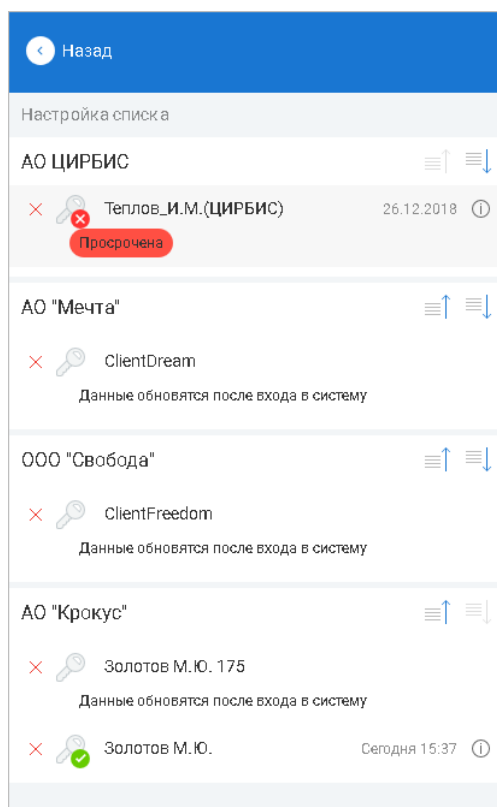 Назад
Настройка списка
АО ЦИРБИС
Теплов_И.М.(ЦИРБИС) 26.12.2018
Просрочена
АО "Мечта"
ClientDream
Данные обновятся после входа в систему
ООО "Свобода"
ClientFreedom
Данные обновятся после входа в систему
АО "Крокус"
Золотов М.Ю. 175
Данные обновятся после входа в систему
Золотов М.Ю. Сегодня 15:37